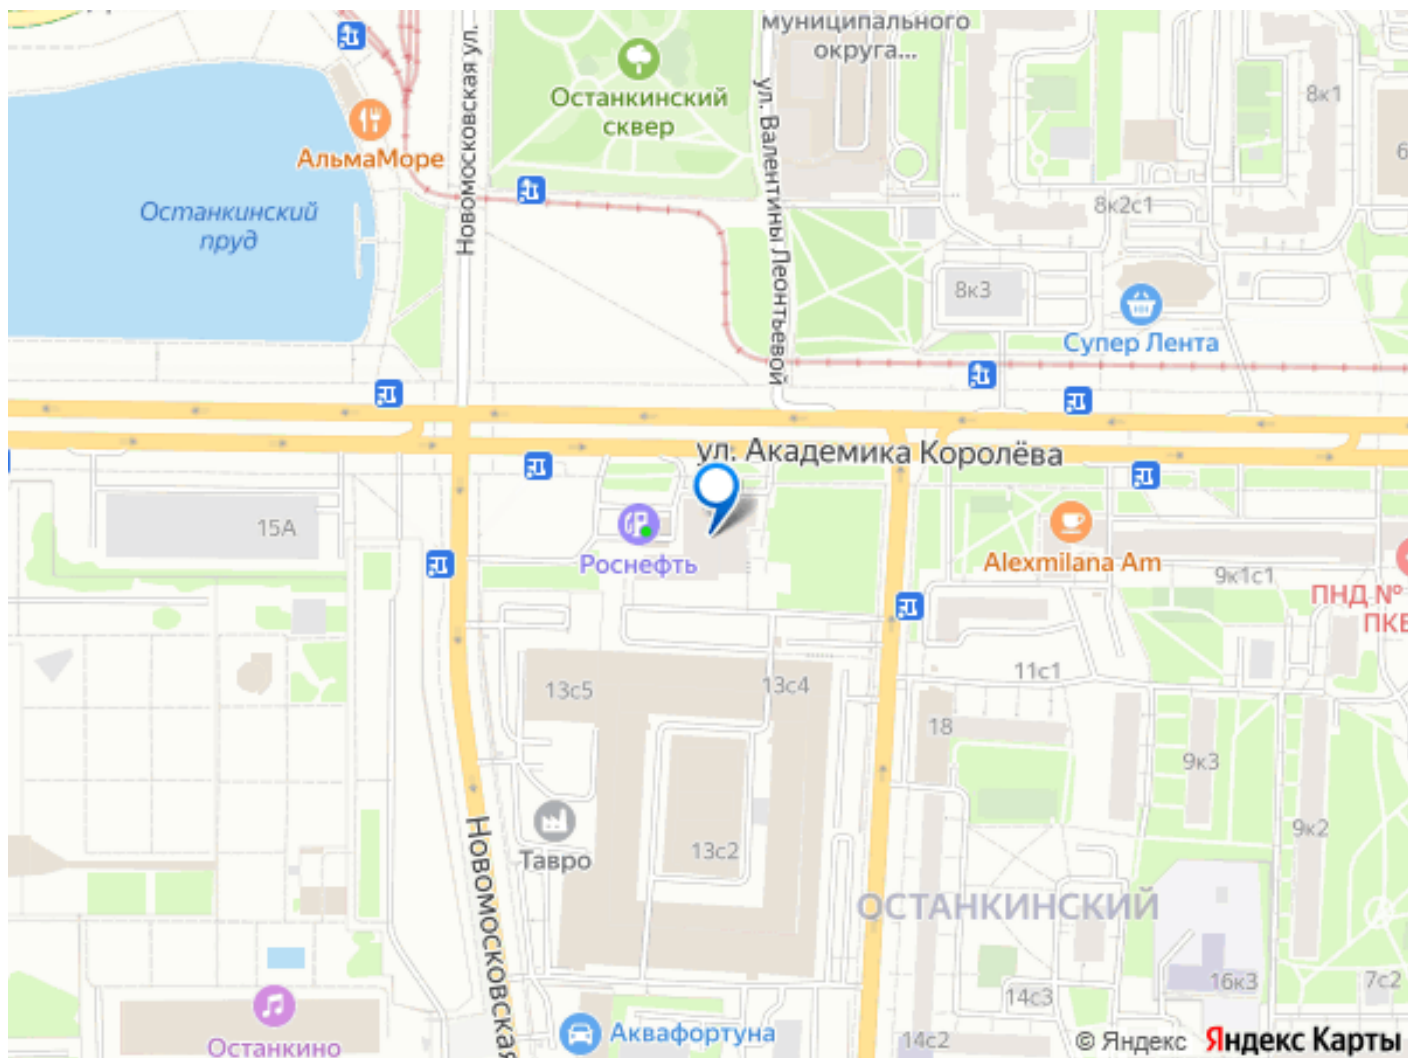 муниципального
округа...
Новомосковская ул.
Останкинский
сквер
ул. Валентины Леонтьевой
8к1
6
АльмаМоре
Останкинский
пруд
8к2с1
8к3
Супер Лента
ул. Академика Королёва
15А
Роснефть
Alexmilana Am
9к1с1
ПНД №
ПКБ
11с1
13с5
13с4
18
9к3
9к2
Тавро
13с2
Новомосковская
ОСТАНКИНСКИЙ
16к3
7с2
14с3
Останкино
Аквафортуна
14с2
© Яндекс Яндекс Карты